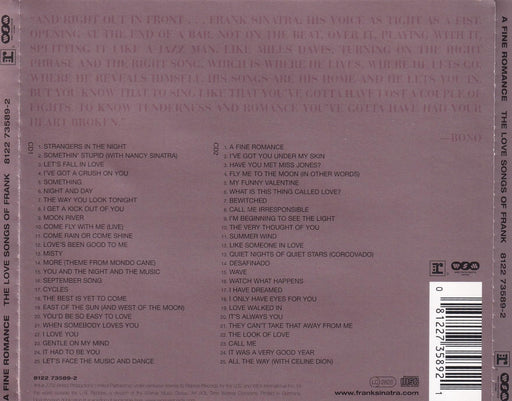 "AND RIGHT OUT IN FRONT . . . FRANK SINATRA. HIS VOICE AS TIGHT AS A FIST
OPENING AT THE END OF A BAR. NOT ON THE BEAT, OVER IT, PLAYING WITH IT,
SPLITTING IT LIKE A JAZZ MAN, LIKE MILES DAVIS, TURNING ON THE RIGHT
PHRASE AND THE RIGHT SONG, WHICH IS WHERE HE LIVES, WHERE HE LETS GO,
WHERE HE REVEALS HIMSELF. HIS SONGS ARE HIS HOME AND HE LETS YOU IN.
BUT YOU KNOW TO SING LIKE THAT YOU'VE GOTTA HAVE LOST A COUPLE OF
FIGHTS. TO KNOW TENDERNESS AND ROMANCE YOU'VE GOTTA HAVE HAD YOUR
HEART BROKEN."
—BONO
CD1
1. STRANGERS IN THE NIGHT
2. SOMETHIN' STUPID (WITH NANCY SINATRA)
3. LET'S FALL IN LOVE
4. I'VE GOT A CRUSH ON YOU
5. SOMETHING
6. NIGHT AND DAY
7. THE WAY YOU LOOK TONIGHT
8. I GET A KICK OUT OF YOU
9. MOON RIVER
10. COME FLY WITH ME (LIVE)
11. COME RAIN OR COME SHINE
12. LOVE'S BEEN GOOD TO ME
13. MISTY
14. MORE (THEME FROM MONDO CANE)
15. YOU AND THE NIGHT AND THE MUSIC
16. SEPTEMBER SONG
17. CYCLES
18. THE BEST IS YET TO COME
19. EAST OF THE SUN (AND WEST OF THE MOON)
20. YOU'D BE SO EASY TO LOVE
21. WHEN SOMEBODY LOVES YOU
22. I LOVE YOU
23. GENTLE ON MY MIND
24. IT HAD TO BE YOU
25. LET'S FACE THE MUSIC AND DANCE
CD2
1. A FINE ROMANCE
2. I'VE GOT YOU UNDER MY SKIN
3. HAVE YOU MET MISS JONES?
4. FLY ME TO THE MOON (IN OTHER WORDS)
5. MY FUNNY VALENTINE
6. WHAT IS THIS THING CALLED LOVE?
7. BEWITCHED
8. CALL ME IRRESPONSIBLE
9. I'M BEGINNING TO SEE THE LIGHT
10. THE VERY THOUGHT OF YOU
11. SUMMER WIND
12. LIKE SOMEONE IN LOVE
13. QUIET NIGHTS OF QUIET STARS (CORCOVADO)
14. DESAFINADO
15. WAVE
16. WATCH WHAT HAPPENS
17. I HAVE DREAMED
18. I ONLY HAVE EYES FOR YOU
19. LOVE WALKED IN
20. IT'S ALWAYS YOU
21. THEY CAN'T TAKE THAT AWAY FROM ME
22. THE LOOK OF LOVE
23. CALL ME
24. IT WAS A VERY GOOD YEAR
25. ALL THE WAY (WITH CELINE DION)
8122 73589-2
www.franksinatra.com
0 81227 35892 1
A FINE ROMANCE THE LOVE SONGS OF FRANK 8122 73589-2 WSM
A FINE ROMANCE THE LOVE SONGS OF FRANK 8122 73589-2 WSM